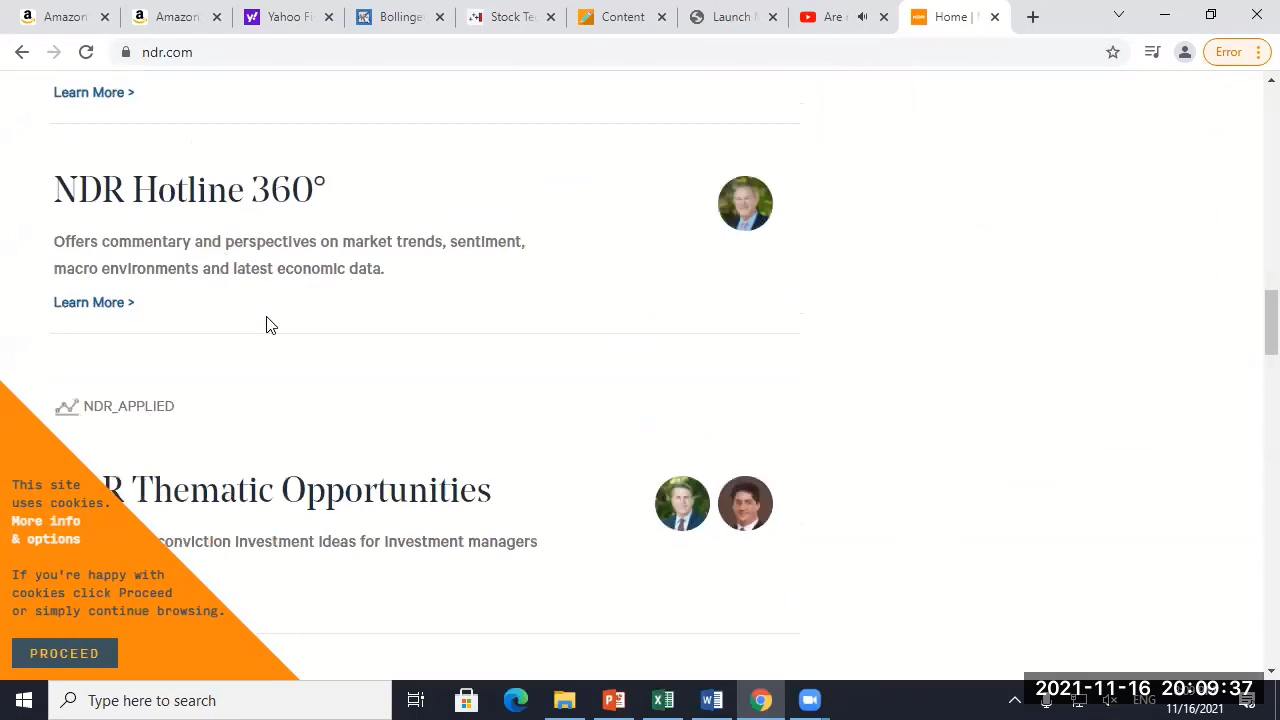 Amazon
Amazon
Yahoo F
Bollinge
Stock Te
Content
Launch
Are
Home |
ndr.com
Error
Learn More >
NDR Hotline 360°
Offers commentary and perspectives on market trends, sentiment,
macro environments and latest economic data.
Learn More >
NDR_APPLIED
R Thematic Opportunities
conviction investment ideas for investment managers
This site
uses cookies.
More info
& options
If you're happy with
cookies click Proceed
or simply continue browsing.
PROCEED
Type here to search
2021-11-16 20:09:37
ENG
11/16/2021